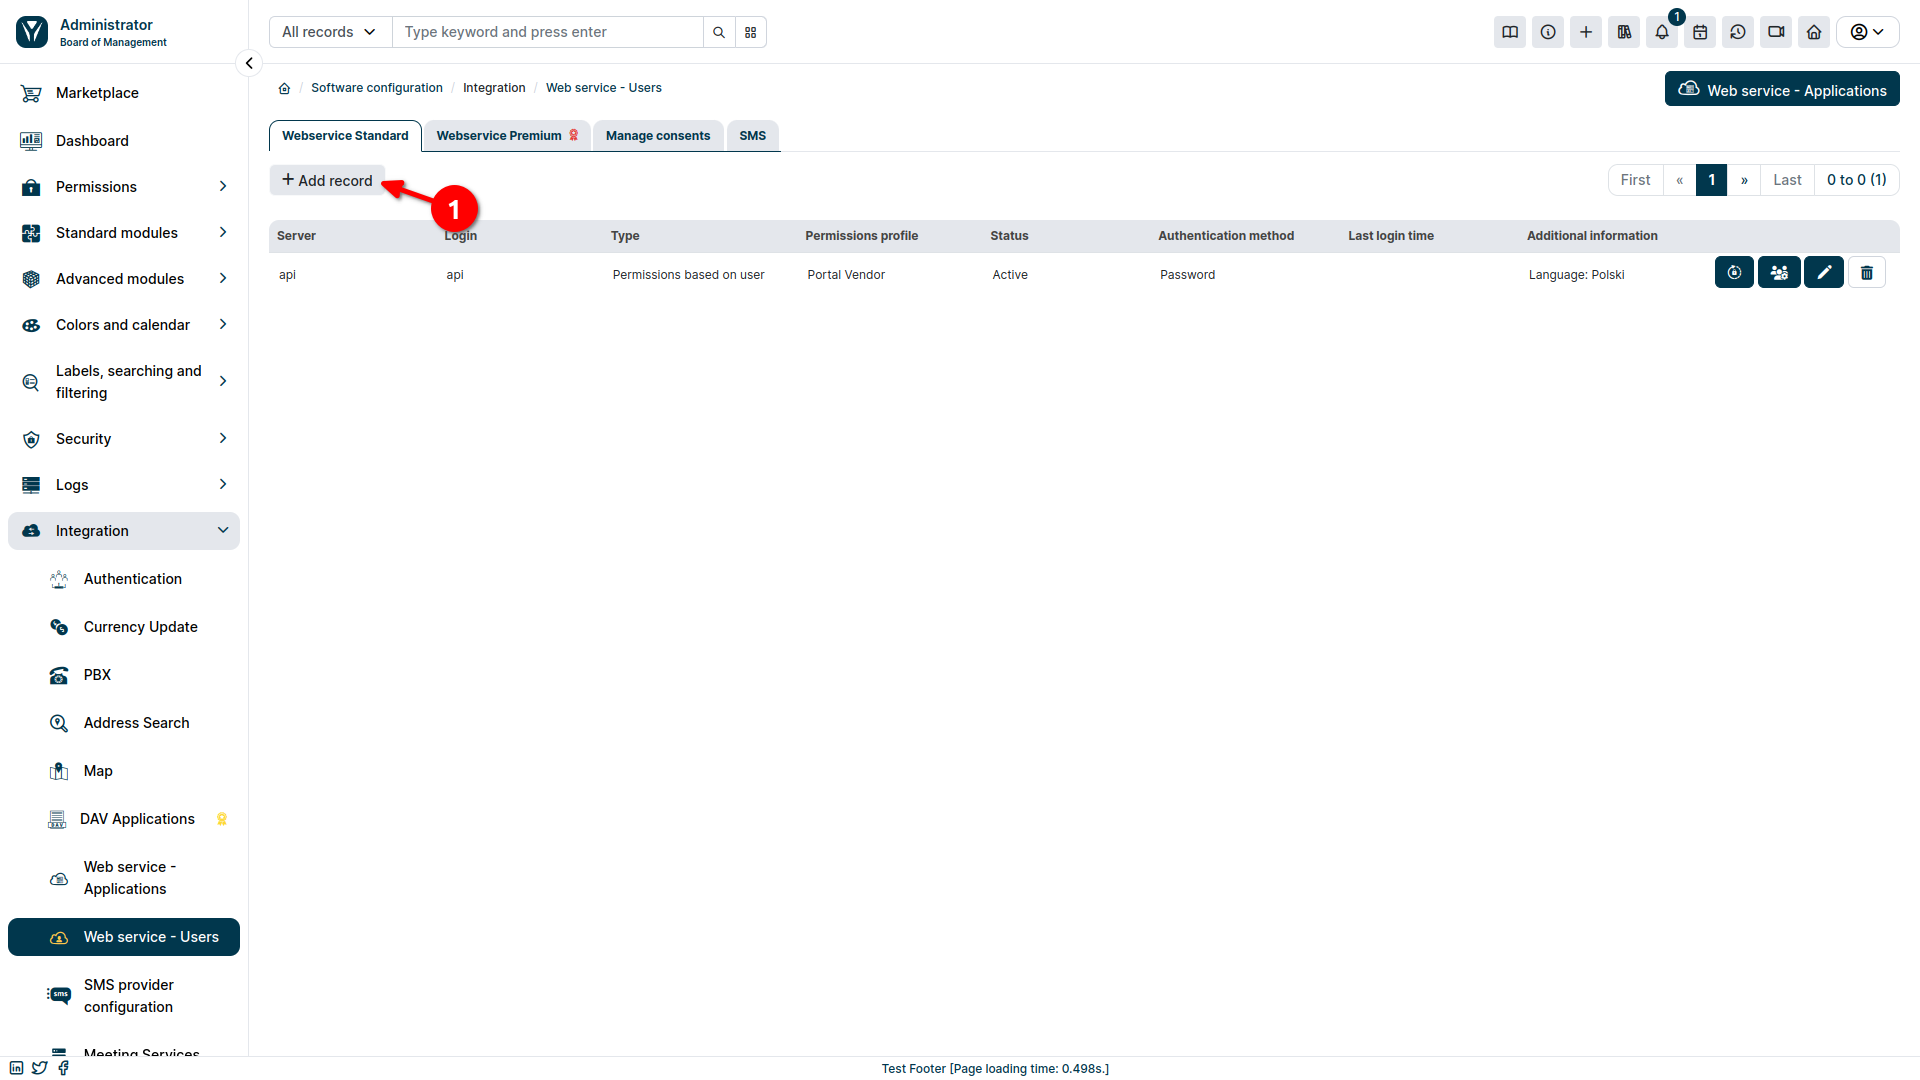 Administrator
Board of Management
All records
Type keyword and press enter
1
Software configuration / Integration / Web service - Users
Web service - Applications
Webservice Standard
Webservice Premium
Manage consents
SMS
+ Add record
1
First « 1 » Last 0 to 0 (1)
Server Login Type Permissions profile Status Authentication method Last login time Additional information
api api Permissions based on user Portal Vendor Active Password Language: Polski
Marketplace
Dashboard
Permissions
Standard modules
Advanced modules
Colors and calendar
Labels, searching and
filtering
Security
Logs
Integration
Authentication
Currency Update
PBX
Address Search
Map
DAV Applications
Web service -
Applications
Web service - Users
sms
SMS provider
configuration
Meeting Services
Test Footer [Page loading time: 0.498s.]